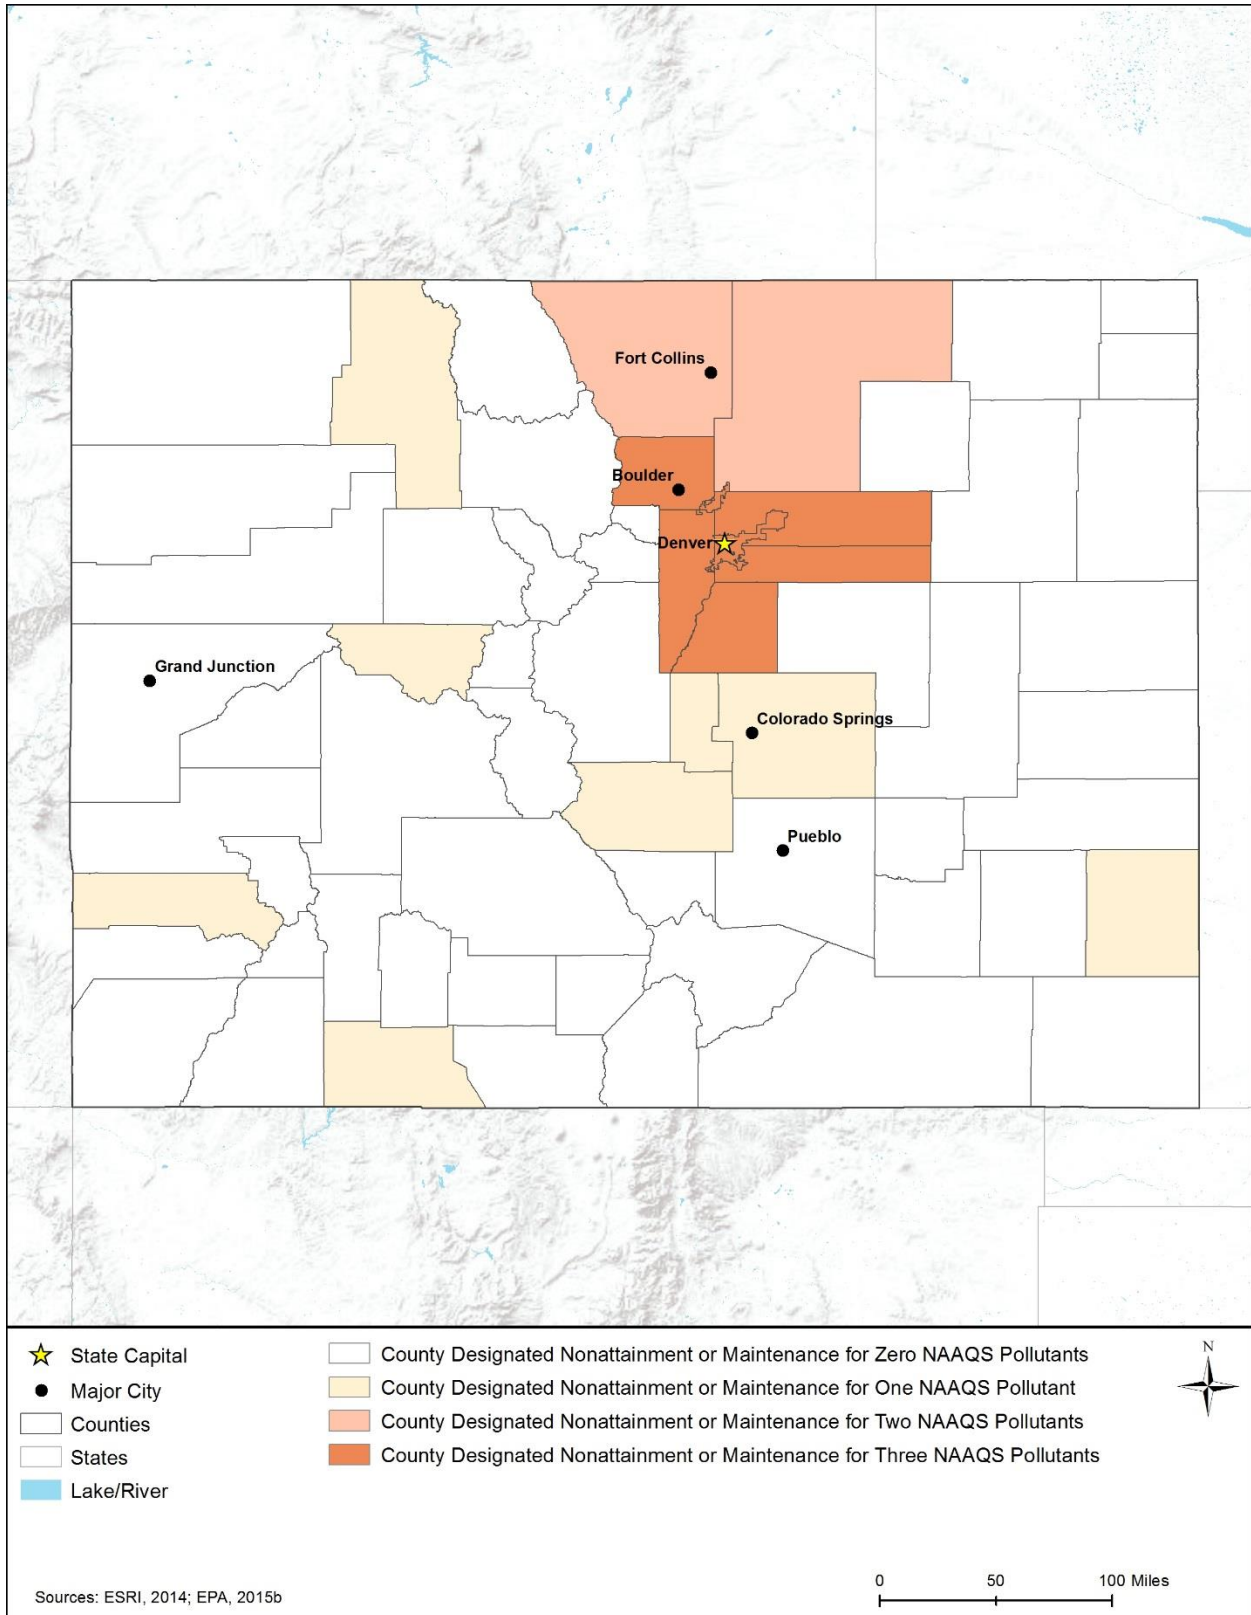 Fort Collins
Boulder
Denver
Grand Junction
Colorado Springs
Pueblo
State Capital
Major City
Counties
States
Lake/River
County Designated Nonattainment or Maintenance for Zero NAAQS Pollutants
County Designated Nonattainment or Maintenance for One NAAQS Pollutant
County Designated Nonattainment or Maintenance for Two NAAQS Pollutants
County Designated Nonattainment or Maintenance for Three NAAQS Pollutants
N
Sources: ESRI, 2014; EPA, 2015b
0 50 100 Miles